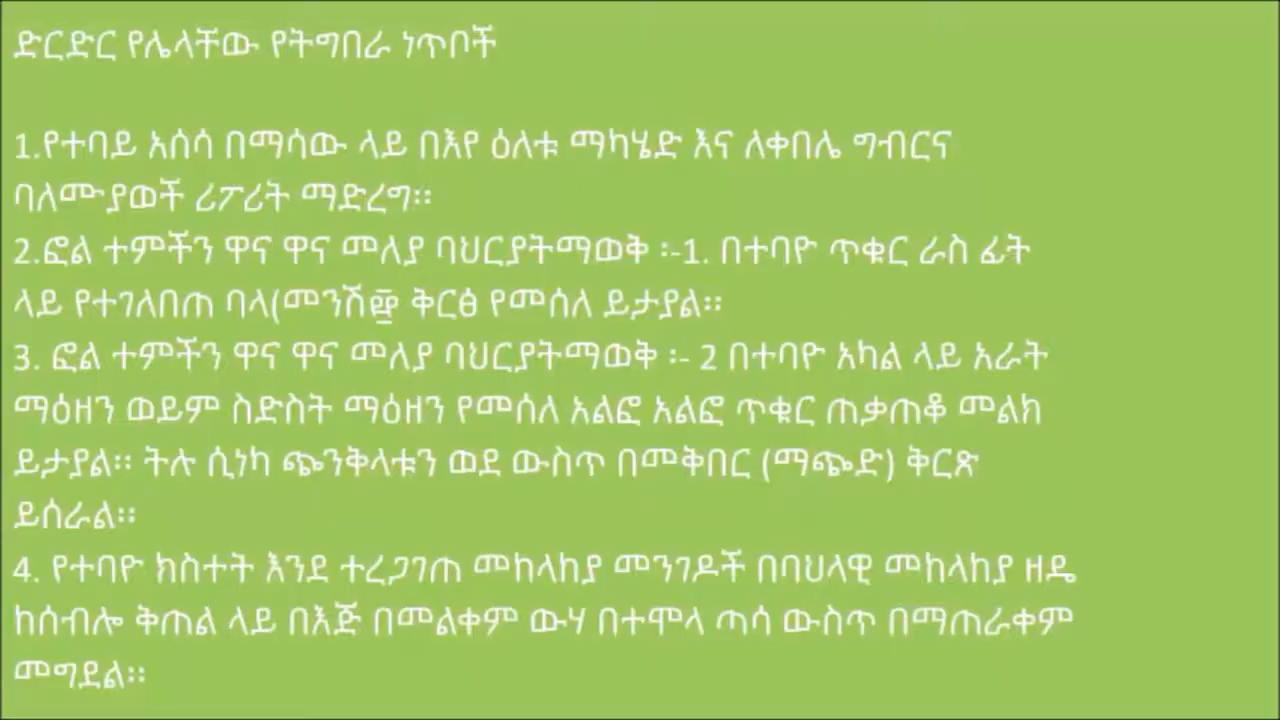 ድርድር የሌላቸው የትግበራ ነጥቦች
1.የተባይ አሰሳ በማሳው ላይ በእየ ዕለቱ ማካሄድ እና ለቀበሌ ግብርና
ባለሙያወች ሪፖሪት ማድረግ፡፡
2.ፎል ተምችን ዋና ዋና መለያ ባህርያትማወቅ ፡-1. በተባዮ ጥቁር ራስ ፊት
ላይ የተገለበጠ ባላ(መንሽ፸ ቅርፅ የመሰለ ይታያል፡፡
3. ፎል ተምችን ዋና ዋና መለያ ባህርያትማወቅ ፡- 2 በተባዮ አካል ላይ አራት
ማዕዘን ወይም ስድስት ማዕዘን የመሰለ አልፎ አልፎ ጥቁር ጠቃጠቆ መልክ
ይታያል፡፡ ትሉ ሲነካ ጭንቅላቱን ወደ ውስጥ በመቅበር (ማጭድ) ቅርጽ
ይሰራል፡፡
4. የተባዮ ክስተት እንደ ተረጋገጠ መከላከያ መንገዶች በባህላዊ መከላከያ ዘዴ
ከሰብሎ ቅጠል ላይ በእጅ በመልቀም ውሃ በተሞላ ጣሳ ውስጥ በማጠራቀም
መግደል፡፡